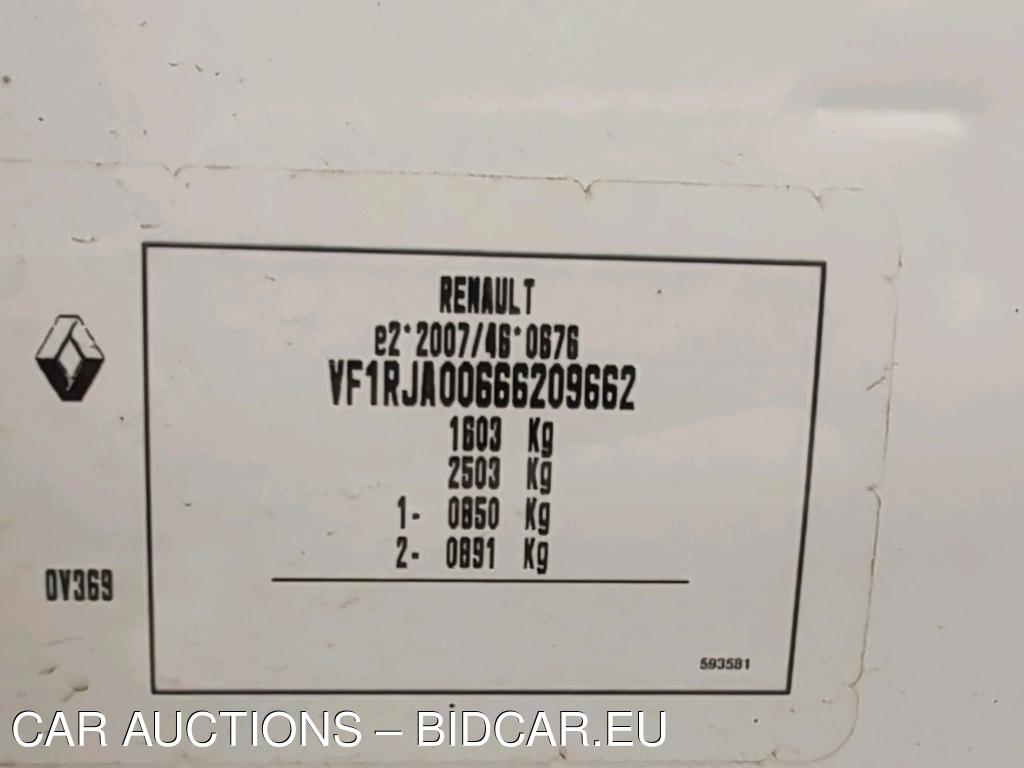 RENAULT
e2*2007/46*0676
VF1RJA00666209662
1603 Kg
2503 Kg
1- 0850 Kg
2- 0891 Kg
0V369
593581
CAR AUCTIONS – BIDCAR.EU